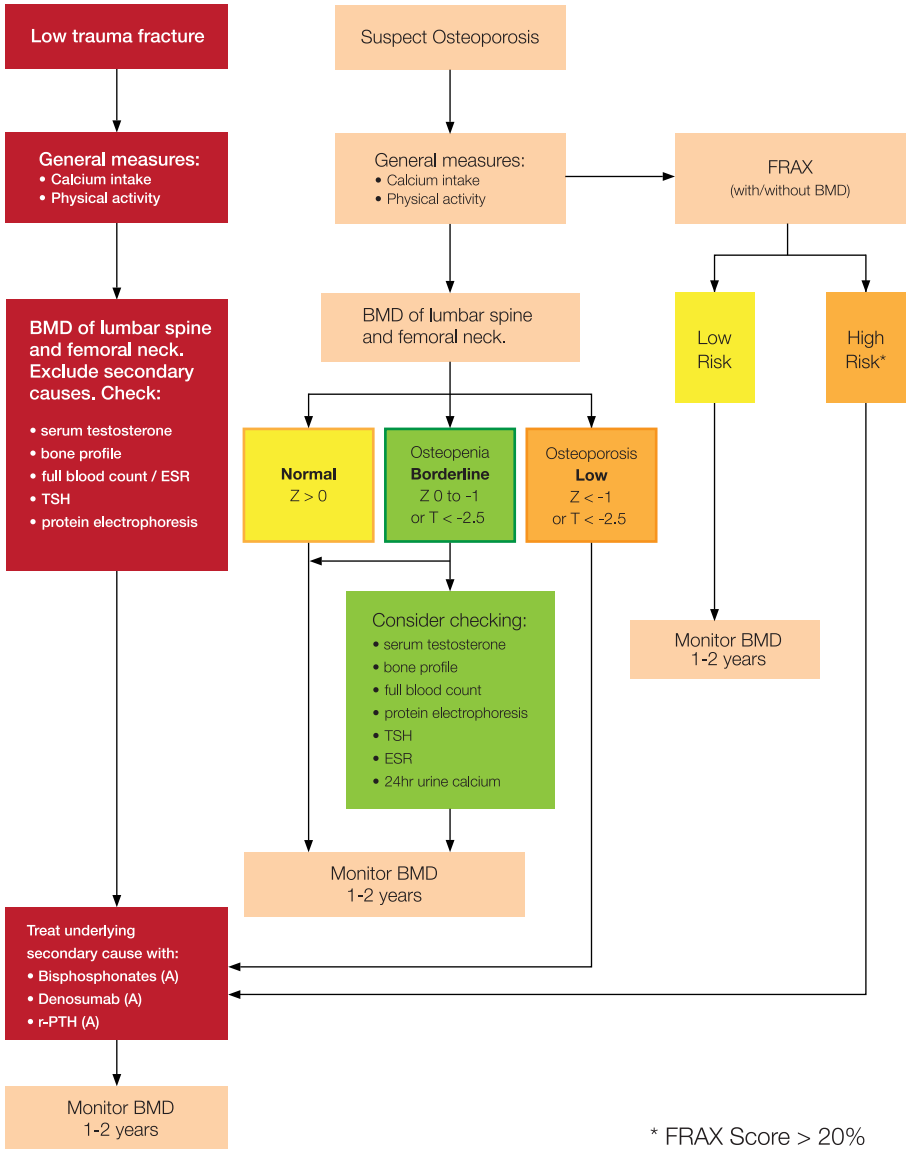 Low trauma fracture
General measures:
• Calcium intake
• Physical activity
BMD of lumbar spine
and femoral neck.
Exclude secondary
causes. Check:
• serum testosterone
• bone profile
• full blood count / ESR
• TSH
• protein electrophoresis
Treat underlying
secondary cause with:
• Bisphosphonates (A)
• Denosumab (A)
• r-PTH (A)
Monitor BMD
1-2 years
Suspect Osteoporosis
General measures:
• Calcium intake
• Physical activity
BMD of lumbar spine
and femoral neck.
Normal
Z > 0
Osteopenia
Borderline
Z 0 to -1
or T < -2.5
Osteoporosis
Low
Z < -1
or T < -2.5
Consider checking:
• serum testosterone
• bone profile
• full blood count
• protein electrophoresis
• TSH
• ESR
• 24hr urine calcium
Monitor BMD
1-2 years
FRAX
(with/without BMD)
Low
Risk
High
Risk*
Monitor BMD
1-2 years
* FRAX Score > 20%